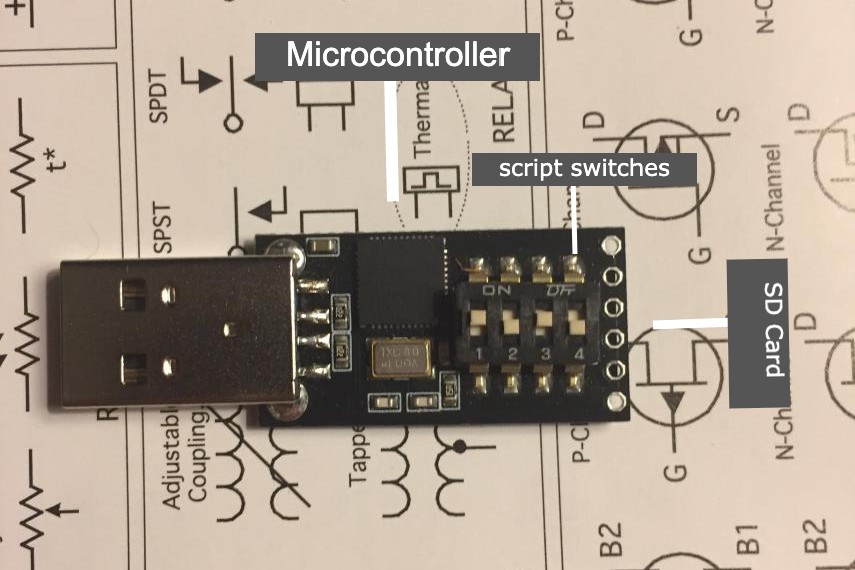 Microcontroller
script switches
SD Card
SPDT
Therma
RELA
P-Ch
G
N-C
t*
SPST
D
S
G
N-Channel
D
ON
OFF
1 2 3 4
R
Adjustable
Coupling
Tappe
P-C
G
N-Ch
D
B2
B1
B2